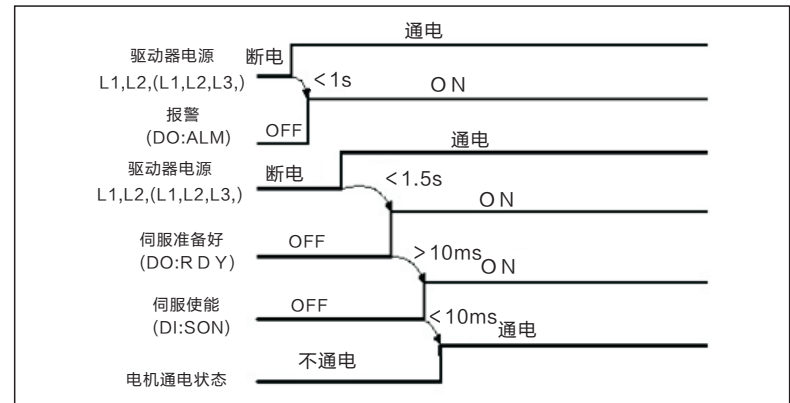 通电
驱动器电源
断电
L1,L2,(L1,L2,L3,)
<1s
ON
报警
(DO:ALM)
OFF
通电
驱动器电源
断电
L1,L2,(L1,L2,L3,)
<1.5s
ON
伺服准备好
(DO:RDY)
OFF
>10ms
ON
伺服使能
(DI:SON)
OFF
<10ms
通电
不通电
电机通电状态